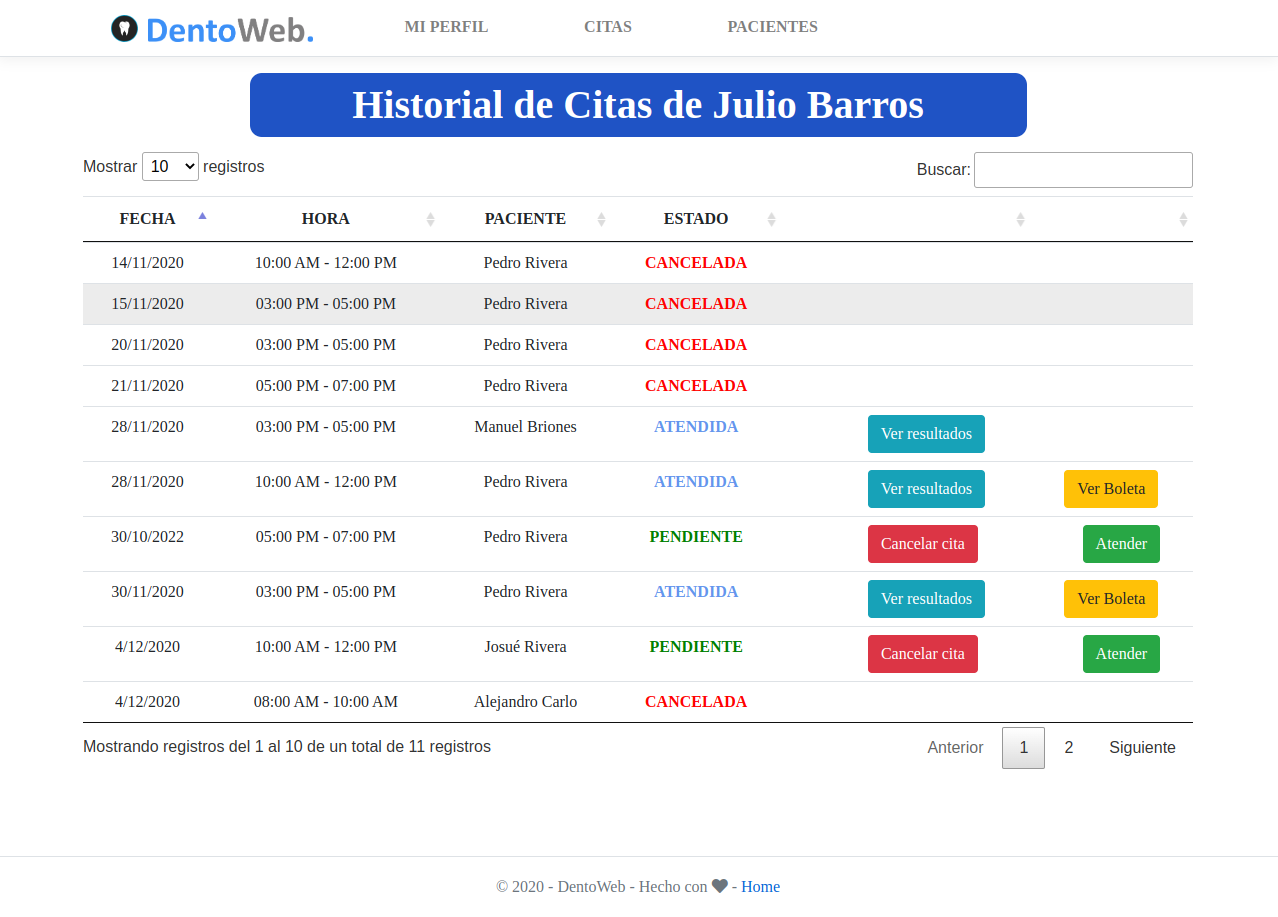 DentoWeb. MI PERFIL CITAS PACIENTES
Historial de Citas de Julio Barros
Mostrar 10 registros Buscar:
FECHA HORA PACIENTE ESTADO
14/11/2020 10:00 AM - 12:00 PM Pedro Rivera CANCELADA
15/11/2020 03:00 PM - 05:00 PM Pedro Rivera CANCELADA
20/11/2020 03:00 PM - 05:00 PM Pedro Rivera CANCELADA
21/11/2020 05:00 PM - 07:00 PM Pedro Rivera CANCELADA
28/11/2020 03:00 PM - 05:00 PM Manuel Briones ATENDIDA Ver resultados
28/11/2020 10:00 AM - 12:00 PM Pedro Rivera ATENDIDA Ver resultados Ver Boleta
30/10/2022 05:00 PM - 07:00 PM Pedro Rivera PENDIENTE Cancelar cita Atender
30/11/2020 03:00 PM - 05:00 PM Pedro Rivera ATENDIDA Ver resultados Ver Boleta
4/12/2020 10:00 AM - 12:00 PM Josué Rivera PENDIENTE Cancelar cita Atender
4/12/2020 08:00 AM - 10:00 AM Alejandro Carlo CANCELADA
Mostrando registros del 1 al 10 de un total de 11 registros Anterior 1 2 Siguiente
© 2020 - DentoWeb - Hecho con - Home